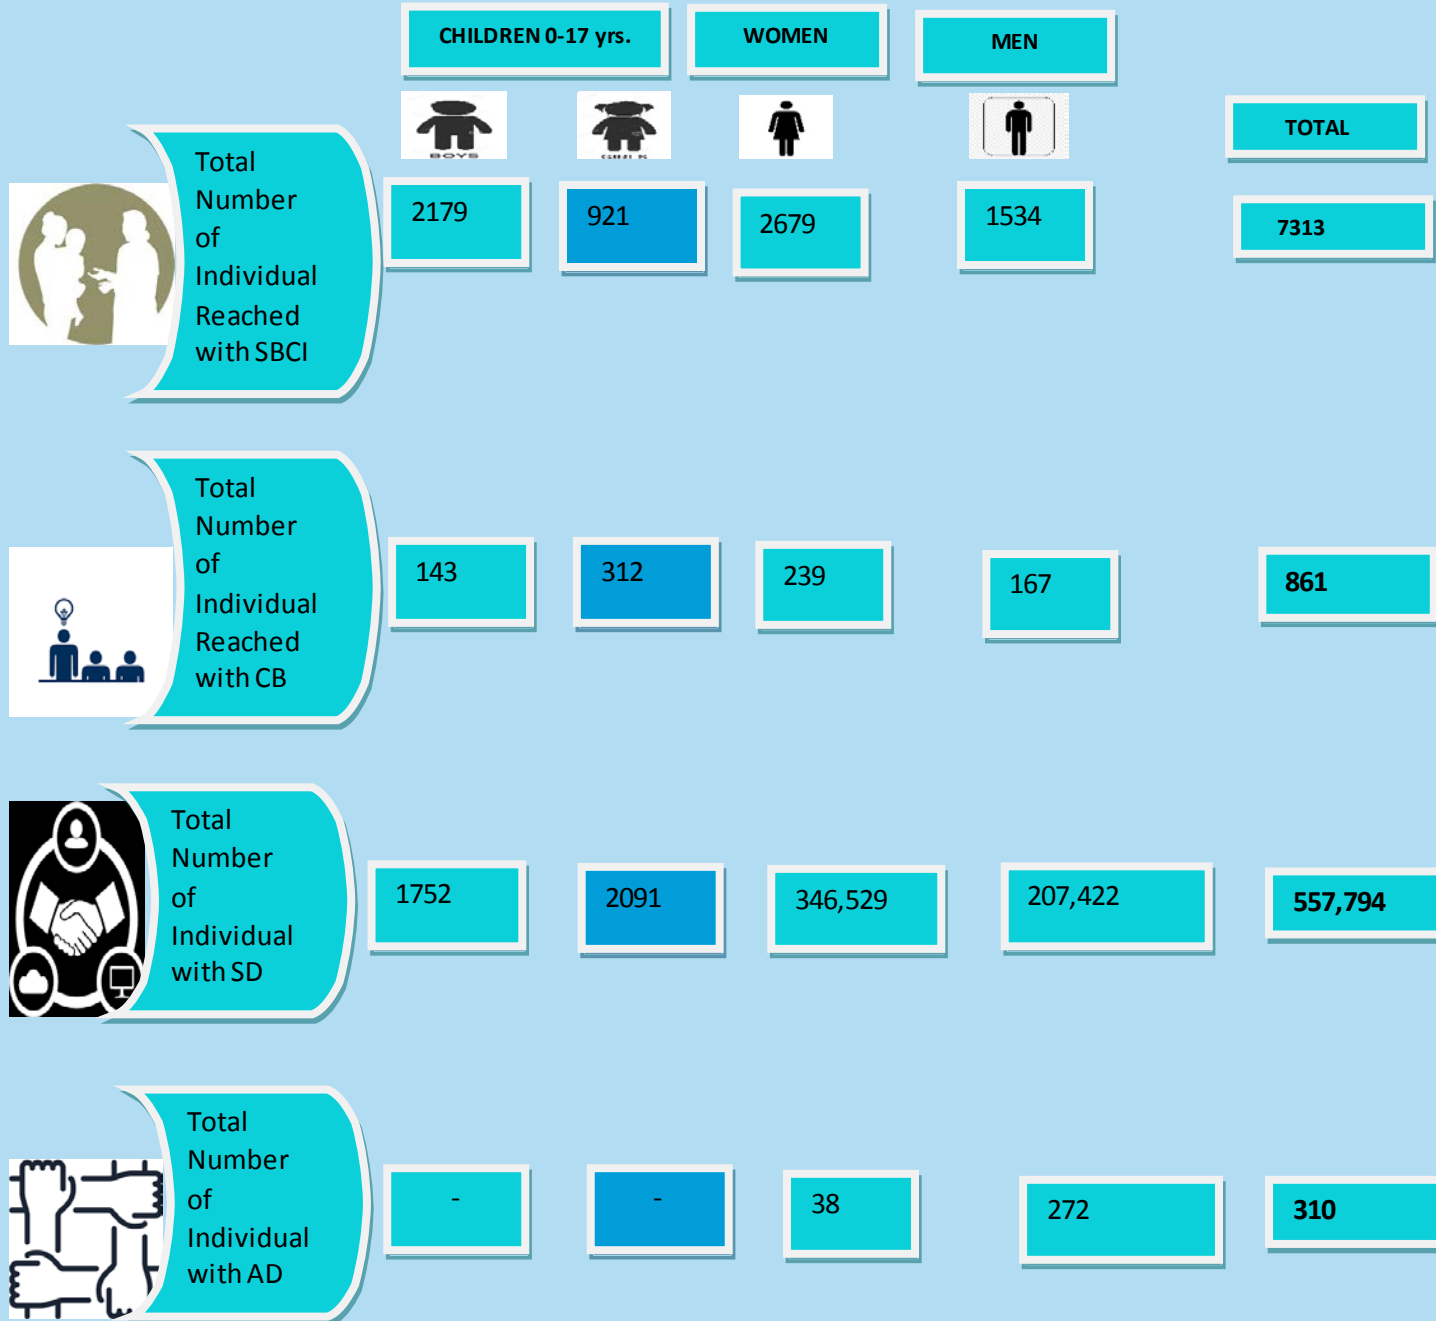 CHILDREN 0-17 yrs.
WOMEN
MEN
BOYS
GIRLS
TOTAL
Total
Number
of
Individual
Reached
with SBCI
2179
921
2679
1534
7313
Total
Number
of
Individual
Reached
with CB
143
312
239
167
861
Total
Number
of
Individual
with SD
1752
2091
346,529
207,422
557,794
Total
Number
of
Individual
with AD
-
-
38
272
310